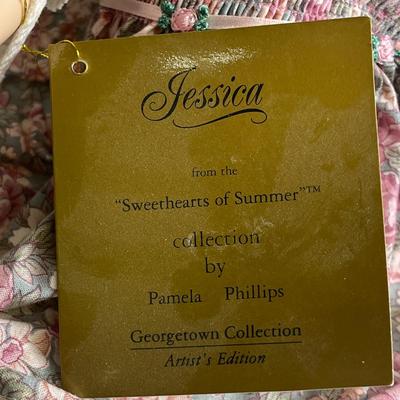 Jessica
from the
"Sweethearts of Summer"™
collection
by
Pamela Phillips
Georgetown Collection
Artist's Edition